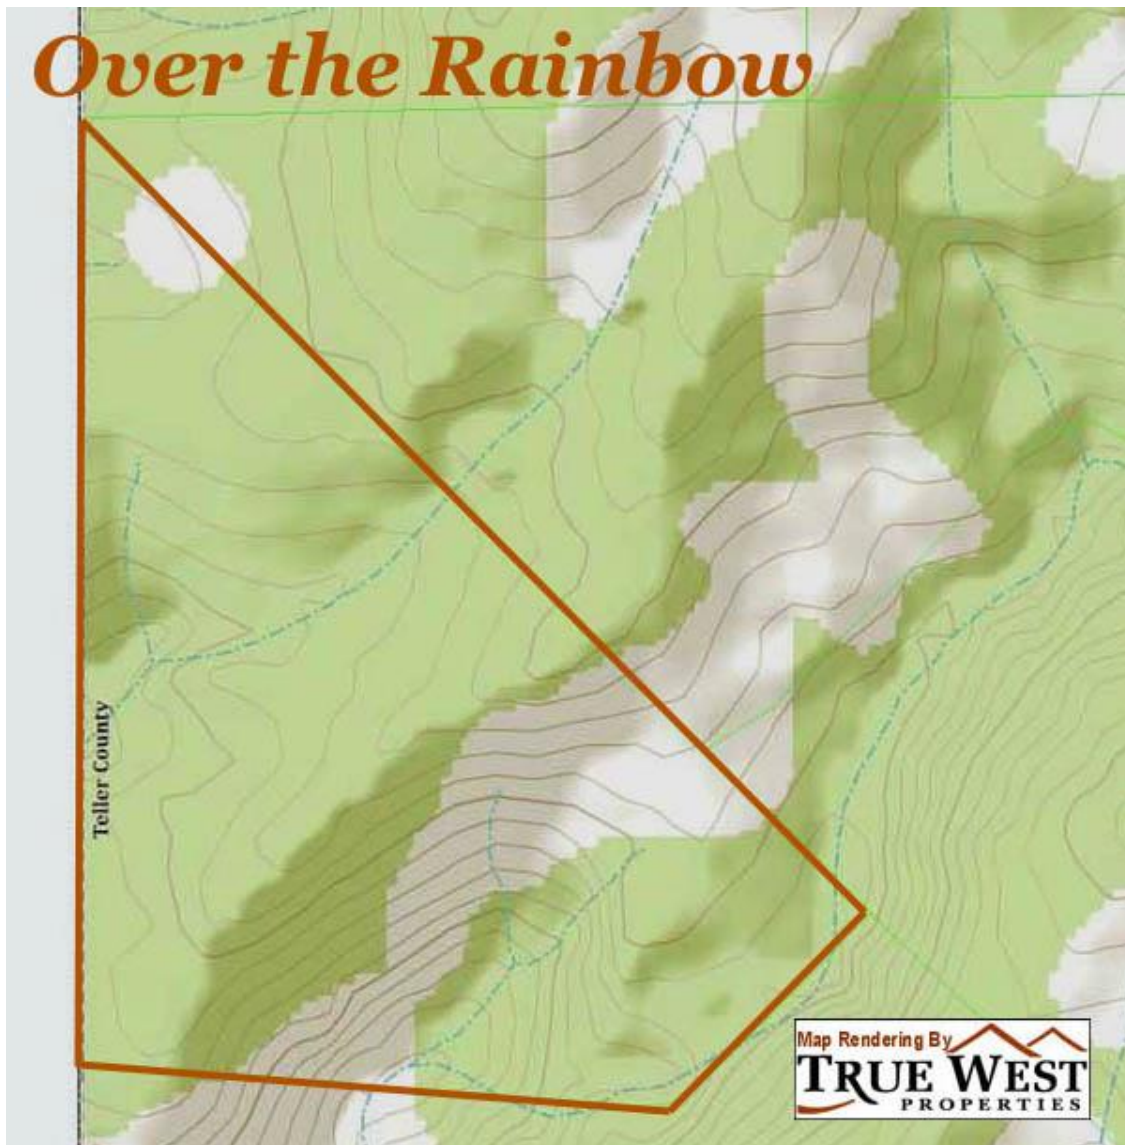 Over the Rainbow
Teller County
Map Rendering By
TRUE WEST
PROPERTIES